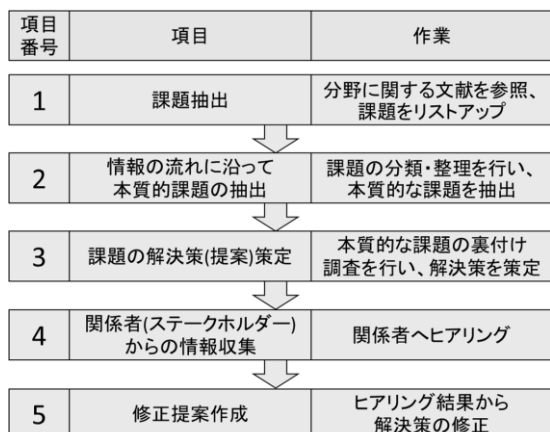 項目
番号
項目
作業
1
課題抽出
分野に関する文献を参照、
課題をリストアップ
2
情報の流れに沿って
本質的課題の抽出
課題の分類・整理を行い、
本質的な課題を抽出
3
課題の解決策(提案)策定
本質的な課題の裏付け
調査を行い、解決策を策定
4
関係者(ステークホルダー)
からの情報収集
関係者へヒアリング
5
修正提案作成
ヒアリング結果から
解決策の修正